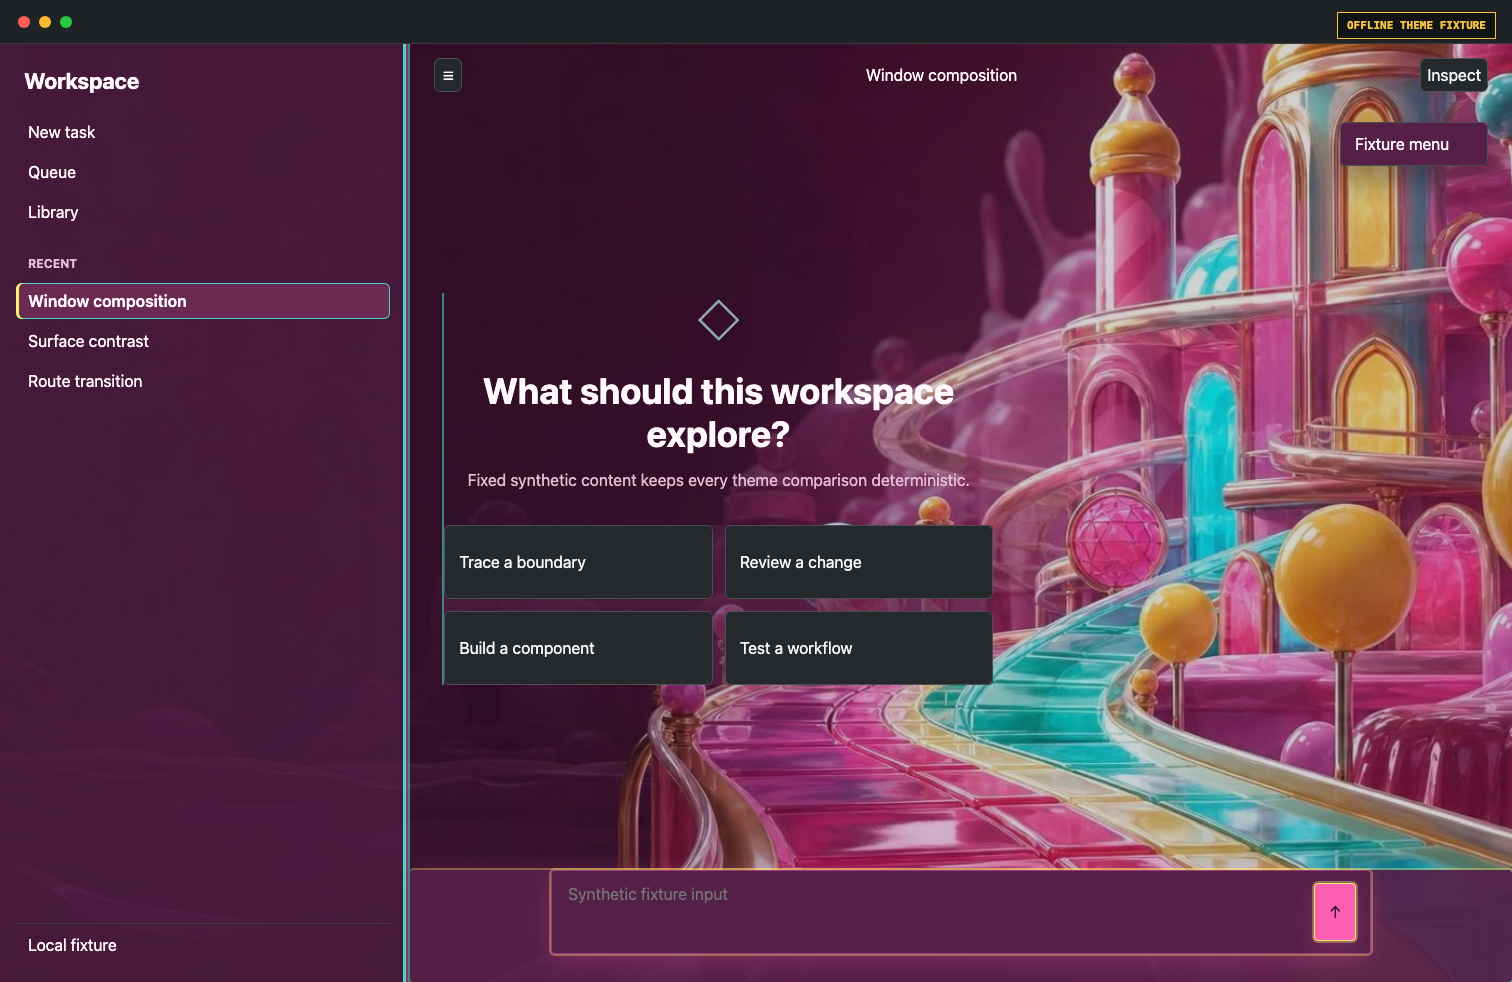 OFFLINE THEME FIXTURE
Workspace
New task
Queue
Library
RECENT
Window composition
Surface contrast
Route transition
Local fixture
Window composition
Inspect
Fixture menu
What should this workspace
explore?
Fixed synthetic content keeps every theme comparison deterministic.
Trace a boundary
Review a change
Build a component
Test a workflow
Synthetic fixture input